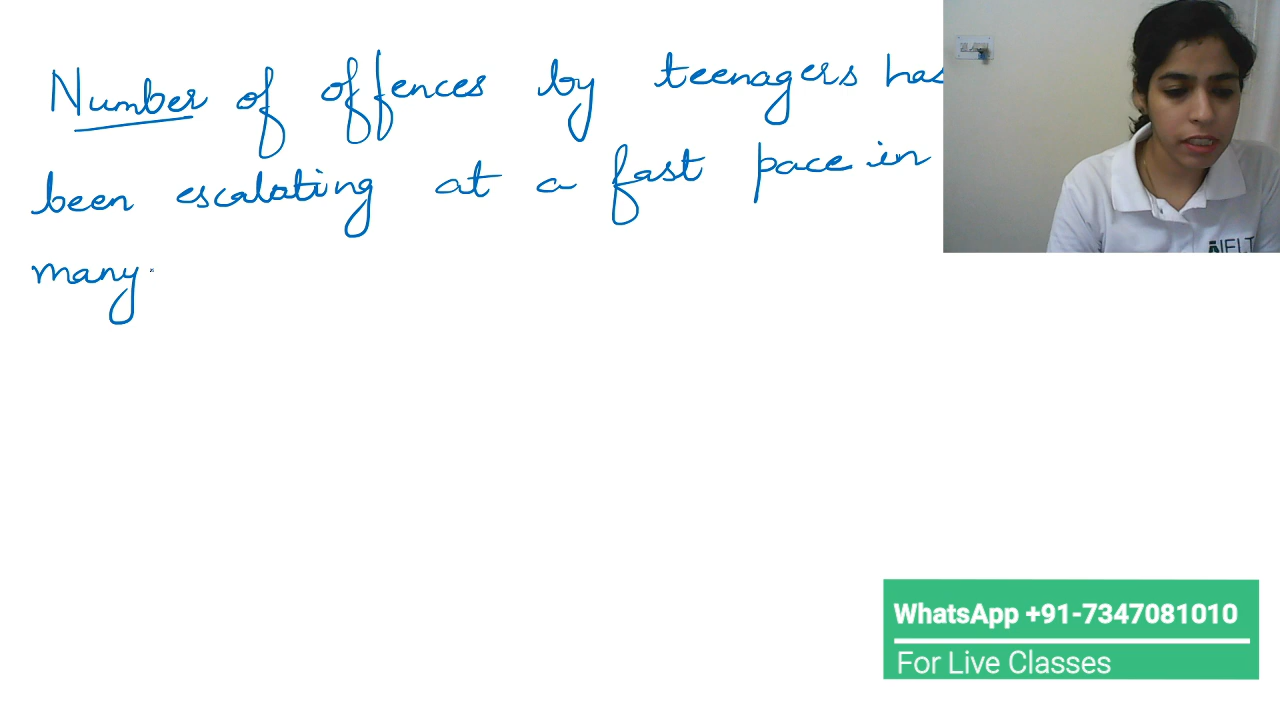 Number of offences by teenagers has
been escalating at a fast pace in
many
IELT
WhatsApp +91-7347081010
For Live Classes